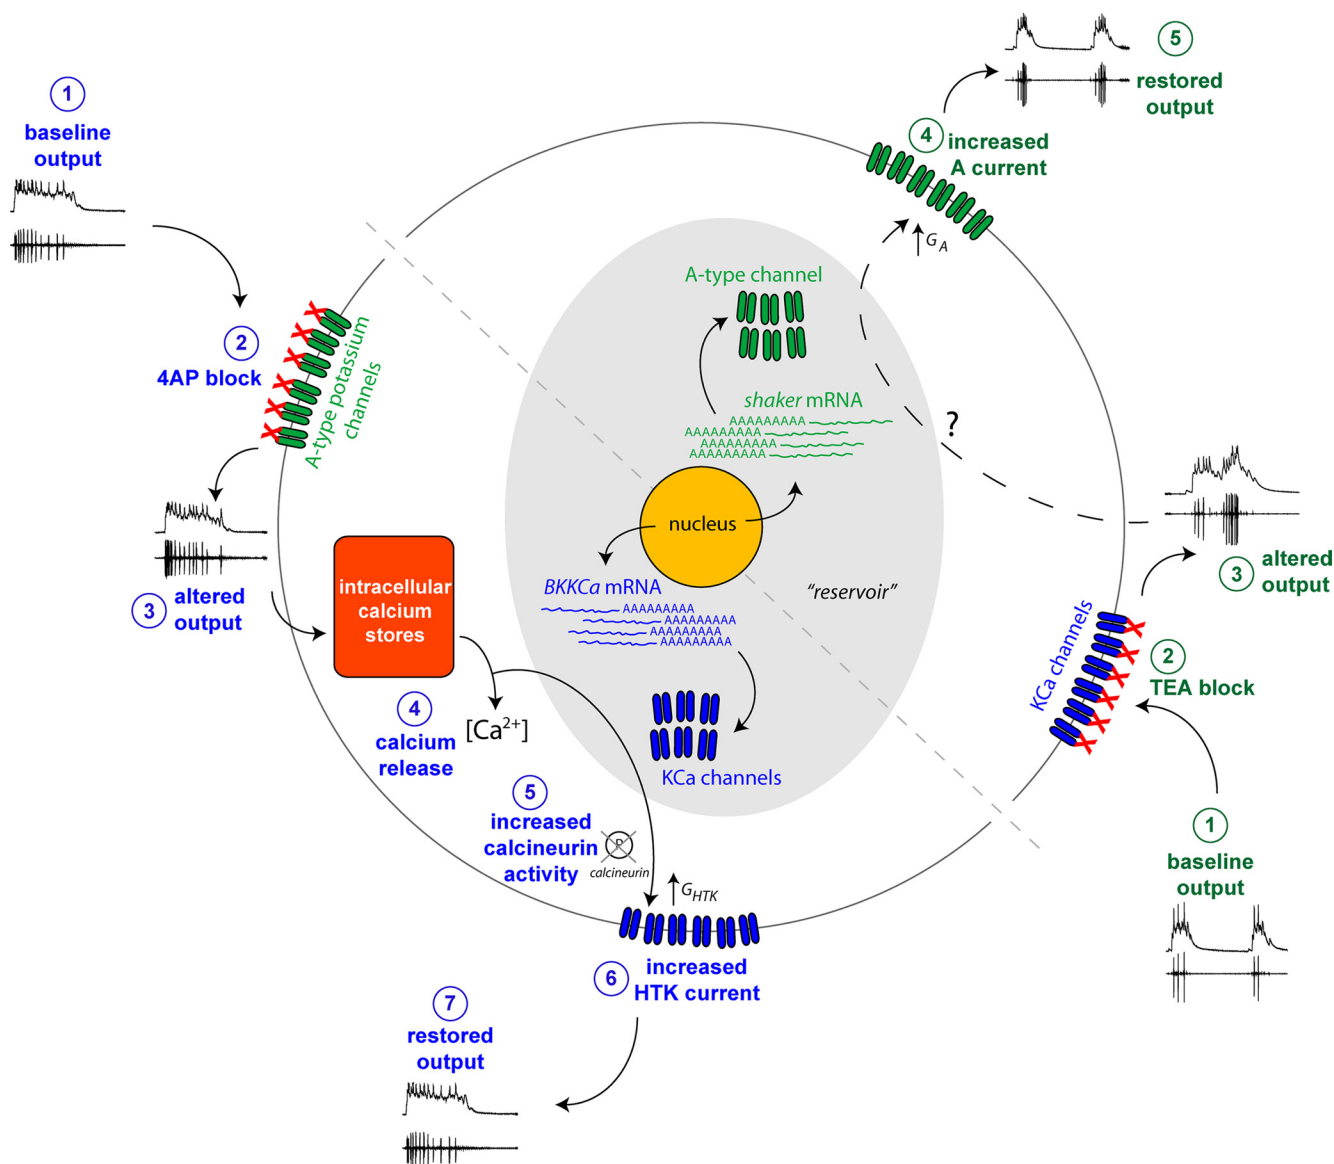 1
baseline
output
2
4AP block
A-type potassium
channels
3
altered
output
intracellular
calcium
stores
4
calcium
release
[Ca2+]
5
increased
calcineurin
activity
P
calcineurin
GHTK
6
increased
HTK current
7
restored
output
nucleus
BKKCa mRNA
AAAAAAAAA
AAAAAAAAA
AAAAAAAAA
AAAAAAAAA
KCa channels
"reservoir"
A-type channel
shaker mRNA
AAAAAAAAA
AAAAAAAAA
AAAAAAAAA
AAAAAAAAA
1
baseline
output
2
TEA block
KCa channels
3
altered
output
?
GA
4
increased
A current
5
restored
output